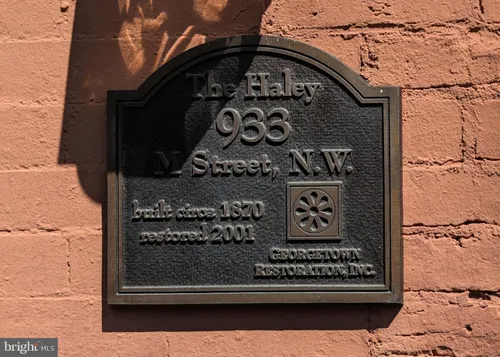 The Haley
933
M Street, N.W.
built circa 1870
restored 2001
GEORGETOWN
RESTORATION, INC.
bright MLS